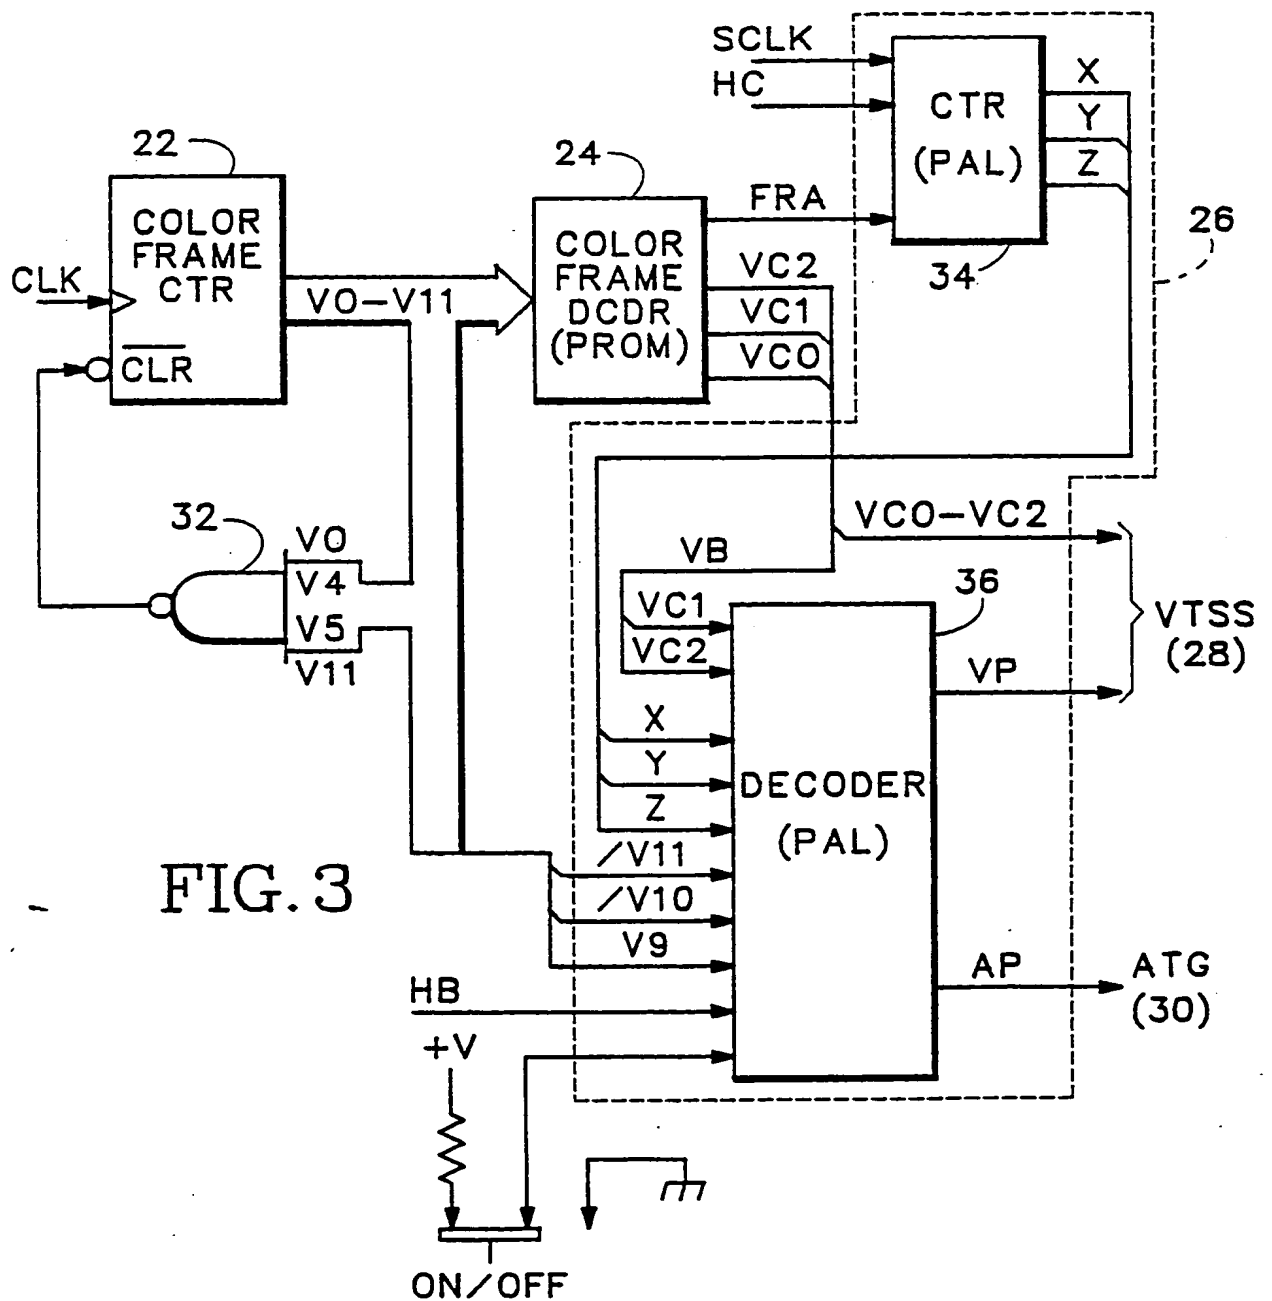 SCLK
HC
CTR
(PAL)
X
Y
Z
34
26
22
COLOR
FRAME
CTR
CLK
CLR
V0-V11
24
COLOR
FRAME
DCDR
(PROM)
FRA
VC2
VC1
VC0
32
V0
V4
V5
V11
VB
VC0-VC2
VTSS
(28)
36
VC1
VC2
X
Y
Z
/V11
/V10
V9
HB
DECODER
(PAL)
VP
AP
ATG
(30)
+V
ON/OFF
FIG. 3